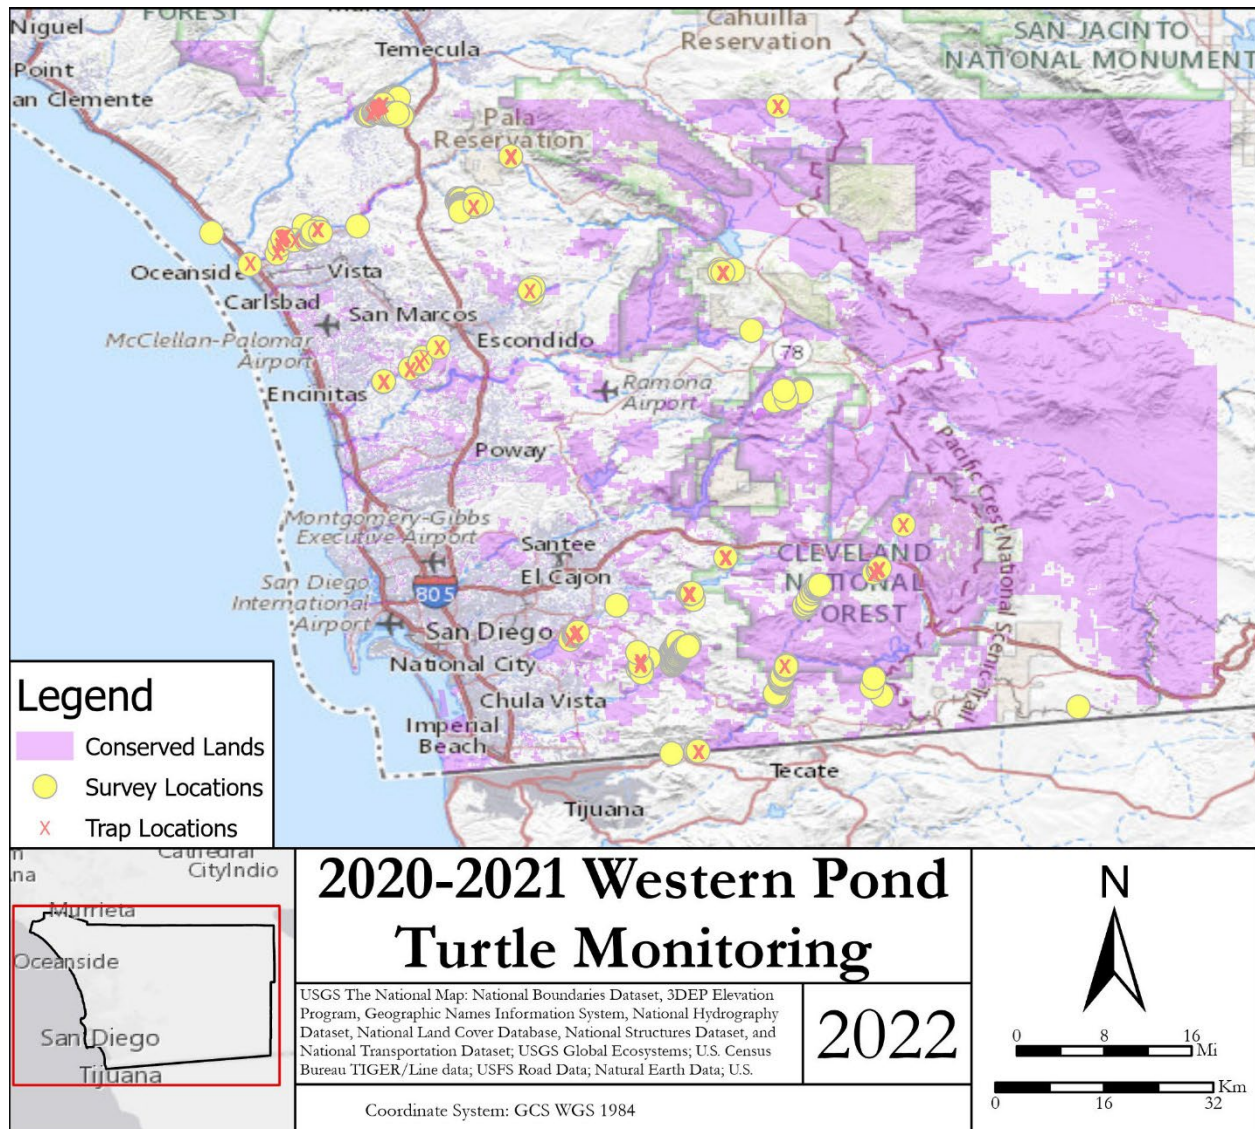 FOREST
Murrieta
Niguel
Cahuilla
Reservation
SAN JACINTO
NATIONAL MONUMENT
Temecula
Point
an Clemente
Pala
Reservation
Oceanside
Vista
Carlsbad
San Marcos
McClellan-Palomar
Airport
Escondido
78
Encinitas
Ramona
Airport
Poway
Pacific Crest National Scenic Trail
Montgomery-Gibbs
Executive Airport
Santee
CLEVELAND
NATIONAL
FOREST
El Cajon
San Diego
International
Airport
805
San Diego
National City
Chula Vista
Imperial
Beach
Tecate
Tijuana
Legend
Conserved Lands
Survey Locations
X Trap Locations
na
Cathedral
City
Indio
Murrieta
Oceanside
San Diego
Tijuana
2020-2021 Western Pond
Turtle Monitoring
USGS The National Map: National Boundaries Dataset, 3DEP Elevation
Program, Geographic Names Information System, National Hydrography
Dataset, National Land Cover Database, National Structures Dataset, and
National Transportation Dataset; USGS Global Ecosystems; U.S. Census
Bureau TIGER/Line data; USFS Road Data; Natural Earth Data; U.S.
2022
Coordinate System: GCS WGS 1984
N
0 8 16
Mi
Km
0 16 32